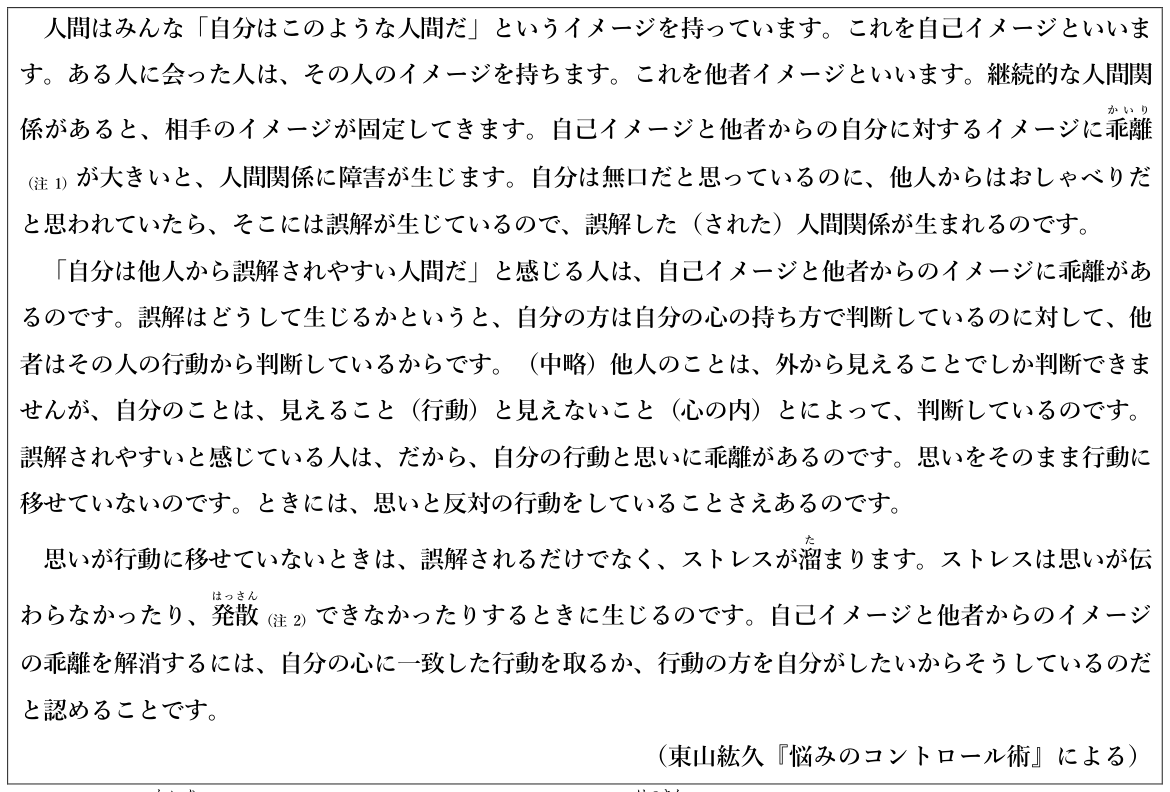 人間はみんな「自分はこのような人間だ」というイメージを持っています。これを自己イメージといいま
す。ある人に会った人は、その人のイメージを持ちます。これを他者イメージといいます。継続的な人間関
かいり
係があると、相手のイメージが固定してきます。自己イメージと他者からの自分に対するイメージに乖離
（注 1）が大きいと、人間関係に障害が生じます。自分は無口だと思っているのに、他人からはおしゃべりだ
と思われていたら、そこには誤解が生じているので、誤解した（された）人間関係が生まれるのです。
「自分は他人から誤解されやすい人間だ」と感じる人は、自己イメージと他者からのイメージに乖離があ
るのです。誤解はどうして生じるかというと、自分の方は自分の心の持ち方で判断しているのに対して、他
者はその人の行動から判断しているからです。（中略）他人のことは、外から見えることでしか判断できま
せんが、自分のことは、見えること（行動）と見えないこと（心の内）とによって、判断しているのです。
誤解されやすいと感じている人は、だから、自分の行動と思いに乖離があるのです。思いをそのまま行動に
移せていないのです。ときには、思いと反対の行動をしていることさえあるのです。
た
思いが行動に移せていないときは、誤解されるだけでなく、ストレスが溜まります。ストレスは思いが伝
はっさん
わらなかったり、発散（注 2）できなかったりするときに生じるのです。自己イメージと他者からのイメージ
の乖離を解消するには、自分の心に一致した行動を取るか、行動の方を自分がしたいからそうしているのだ
と認めることです。
（東山紘久『悩みのコントロール術』による）